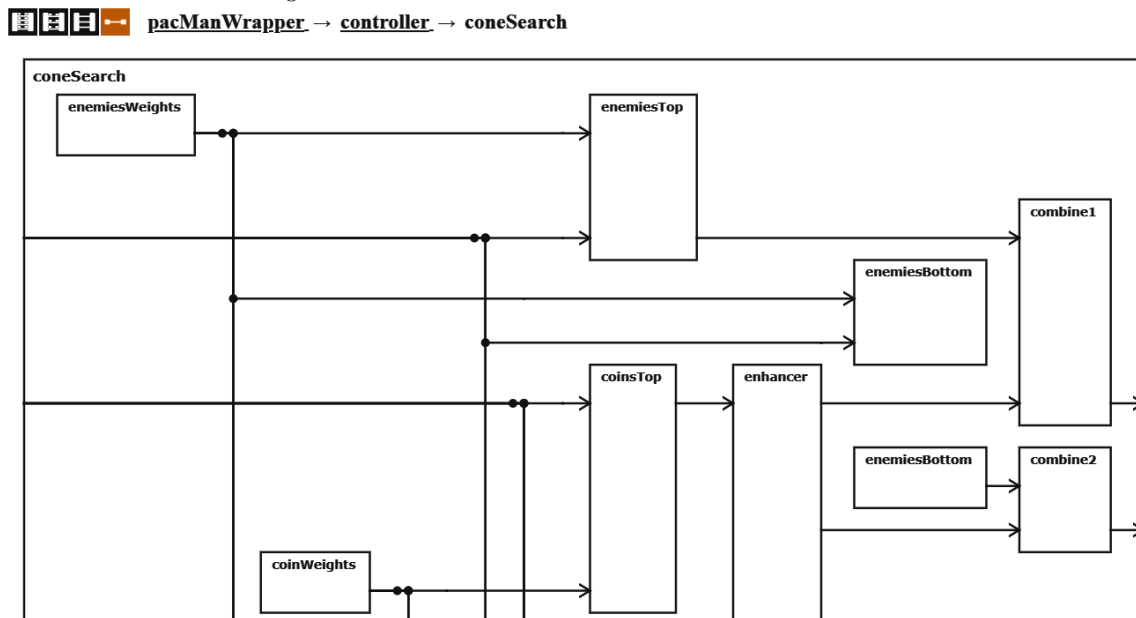 pacManWrapper → controller → coneSearch
coneSearch
enemiesWeights
enemiesTop
combine1
enemiesBottom
coinsTop
enhancer
enemiesBottom
combine2
coinWeights